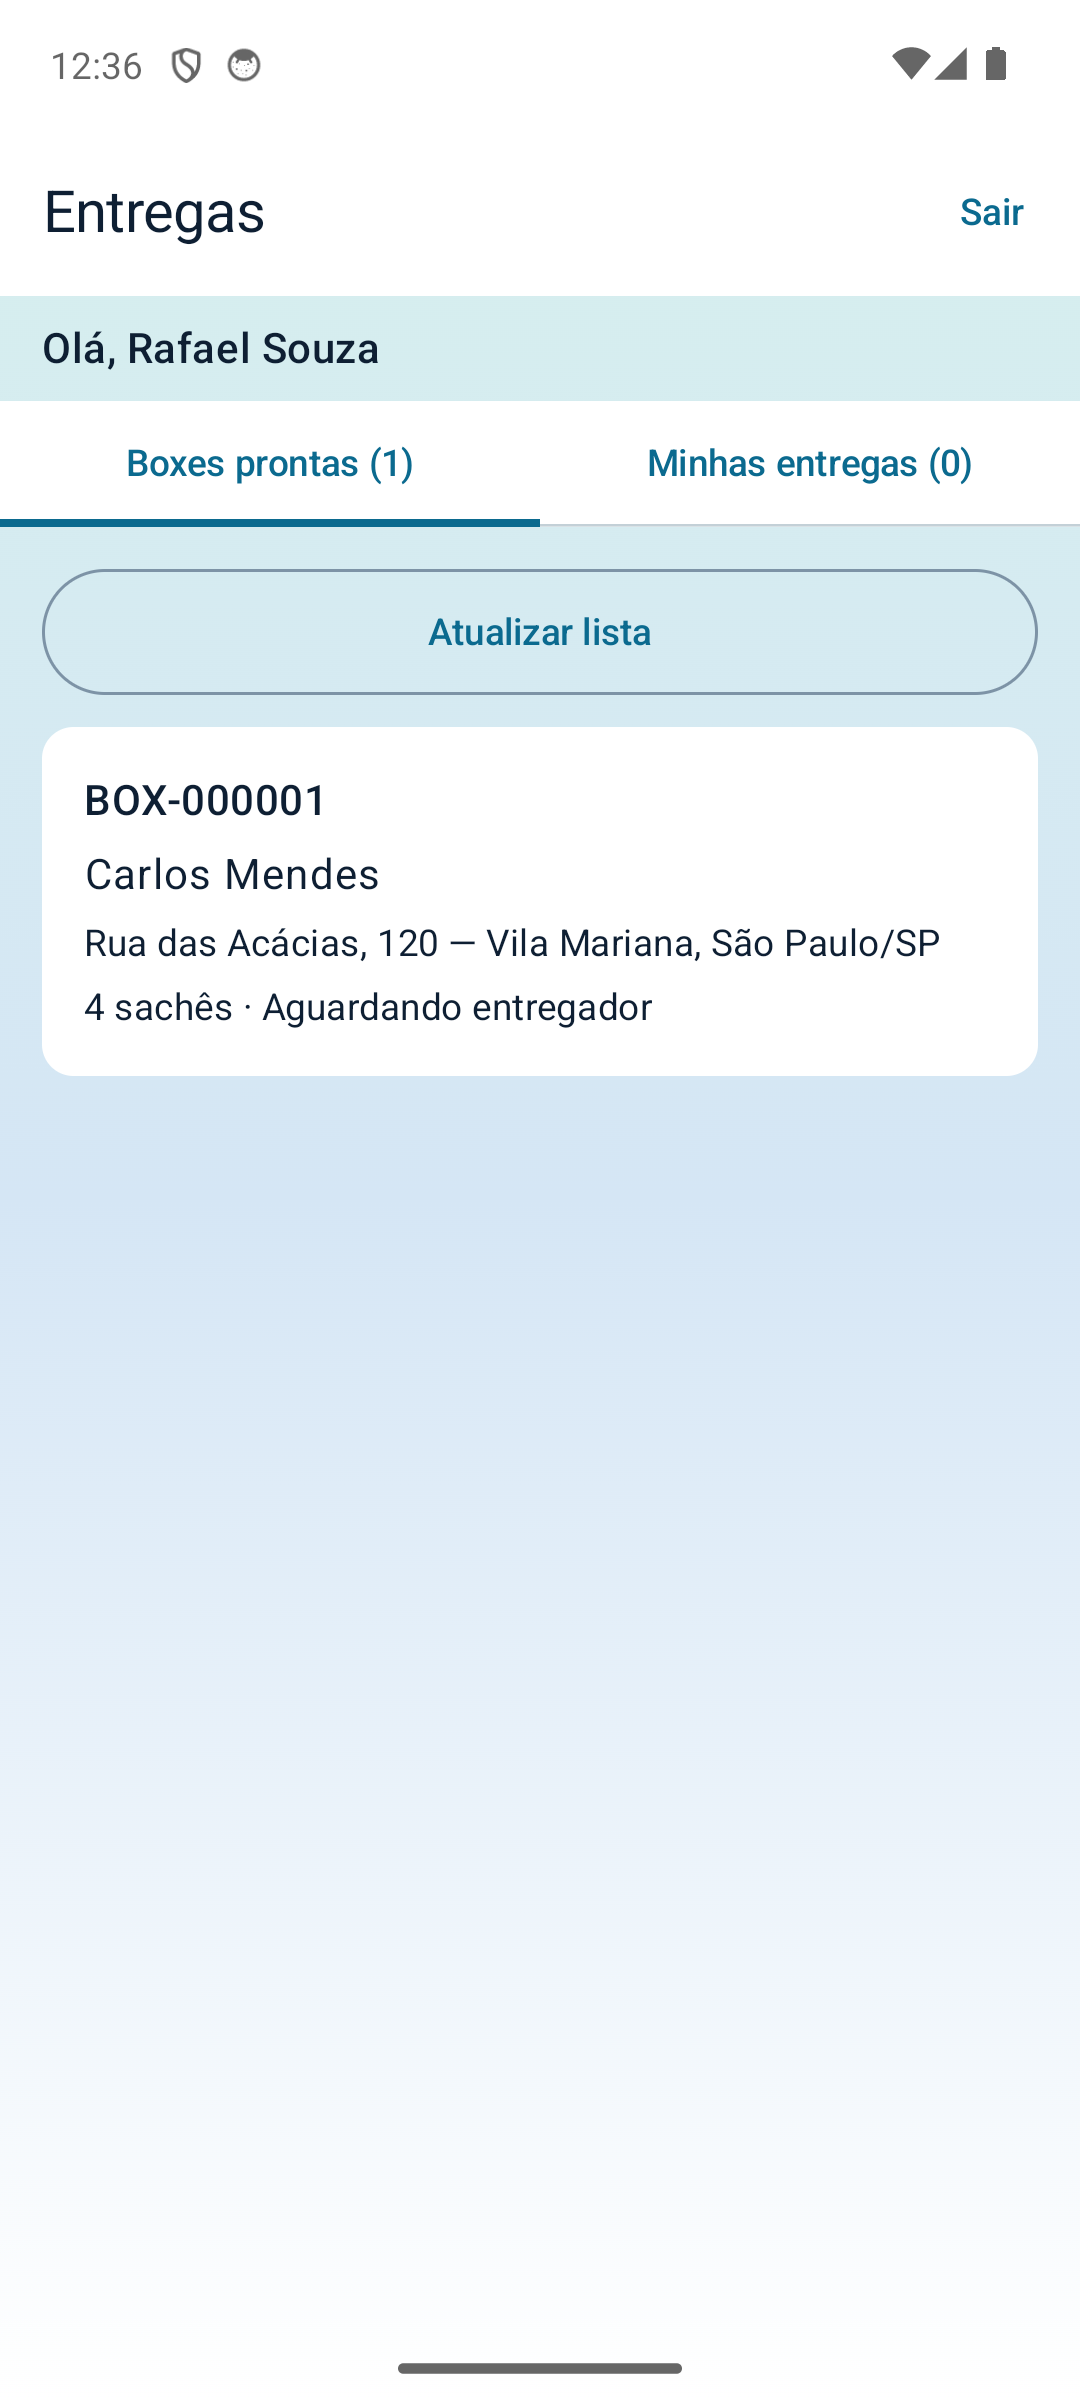 12:36
Entregas
Sair
Olá, Rafael Souza
Boxes prontas (1)
Minhas entregas (0)
Atualizar lista
BOX-000001
Carlos Mendes
Rua das Acácias, 120 — Vila Mariana, São Paulo/SP
4 sachês · Aguardando entregador